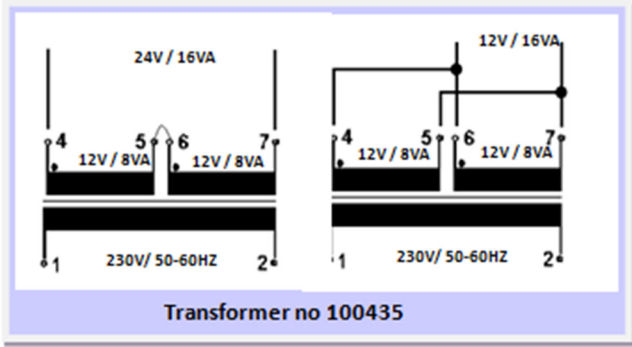 24V / 16VA
4 5 6 7
12V / 8VA 12V / 8VA
1 230V/ 50-60HZ 2
12V / 16VA
4 5 6 7
12V / 8VA 12V / 8VA
1 230V/ 50-60HZ 2
Transformer no 100435